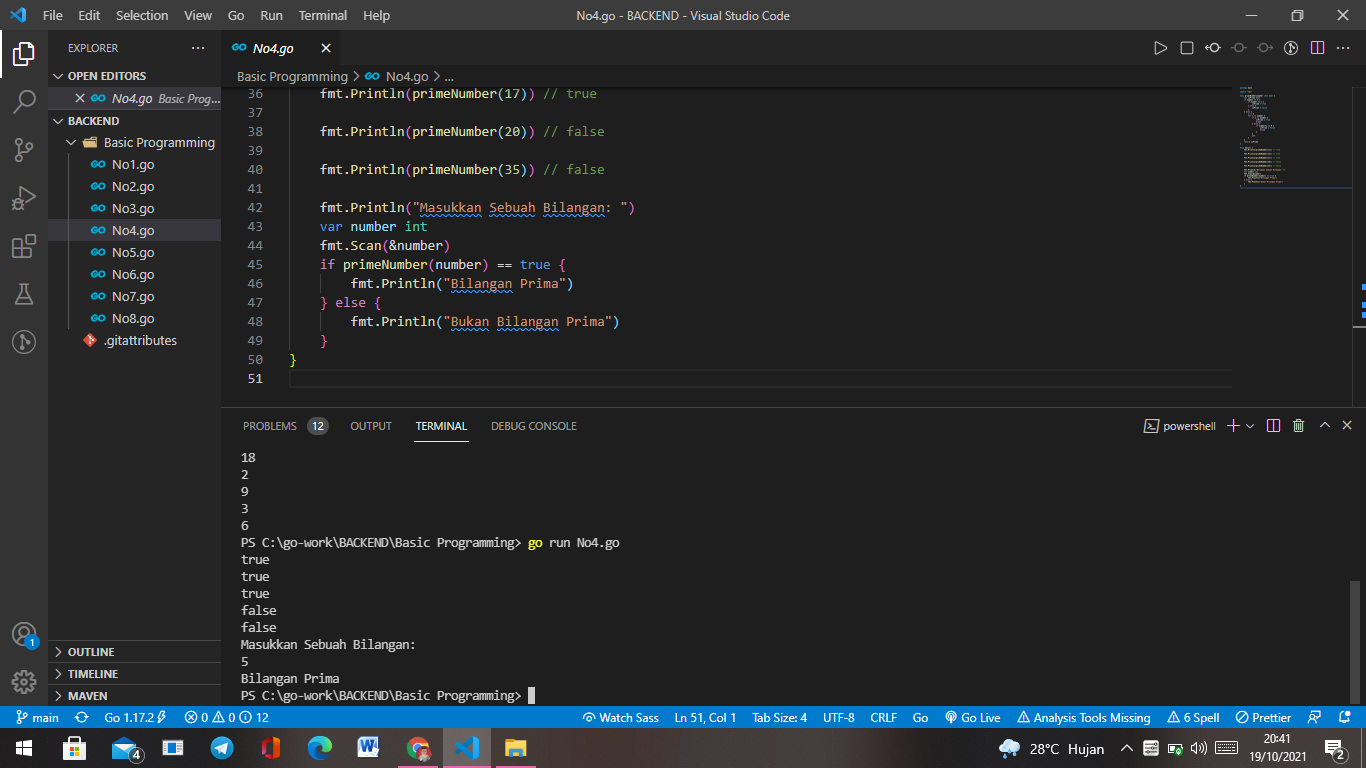 File Edit Selection View Go Run Terminal Help No4.go - BACKEND - Visual Studio Code
EXPLORER
OPEN EDITORS
No4.go Basic Prog...
BACKEND
Basic Programming
No1.go
No2.go
No3.go
No4.go
No5.go
No6.go
No7.go
No8.go
.gitattributes
OUTLINE
TIMELINE
MAVEN
1
No4.go
Basic Programming > No4.go > ...
36 fmt.Println(primeNumber(17)) // true
37
38 fmt.Println(primeNumber(20)) // false
39
40 fmt.Println(primeNumber(35)) // false
41
42 fmt.Println("Masukkan Sebuah Bilangan: ")
43 var number int
44 fmt.Scan(&number)
45 if primeNumber(number) == true {
46 fmt.Println("Bilangan Prima")
47 } else {
48 fmt.Println("Bukan Bilangan Prima")
49 }
50 }
51
PROBLEMS 12 OUTPUT TERMINAL DEBUG CONSOLE powershell
18
2
9
3
6
PS C:\go-work\BACKEND\Basic Programming> go run No4.go
true
true
true
false
false
Masukkan Sebuah Bilangan:
5
Bilangan Prima
PS C:\go-work\BACKEND\Basic Programming>
main Go 1.17.2 0 0 12 Watch Sass Ln 51, Col 1 Tab Size: 4 UTF-8 CRLF Go Go Live Analysis Tools Missing 6 Spell Prettier
4 28°C Hujan 20:41
19/10/2021
2